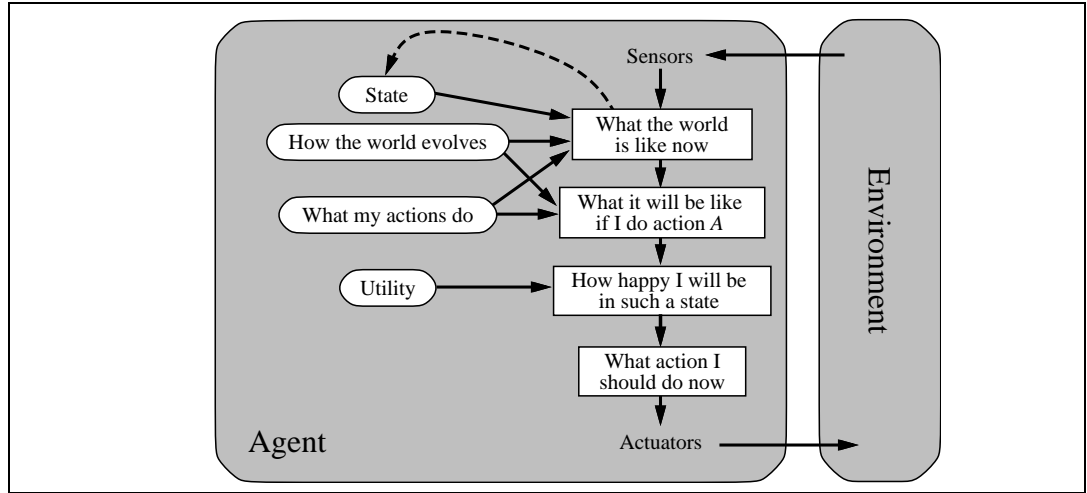 Sensors
State
What the world
is like now
How the world evolves
What my actions do
What it will be like
if I do action A
Utility
How happy I will be
in such a state
What action I
should do now
Agent
Actuators
Environment